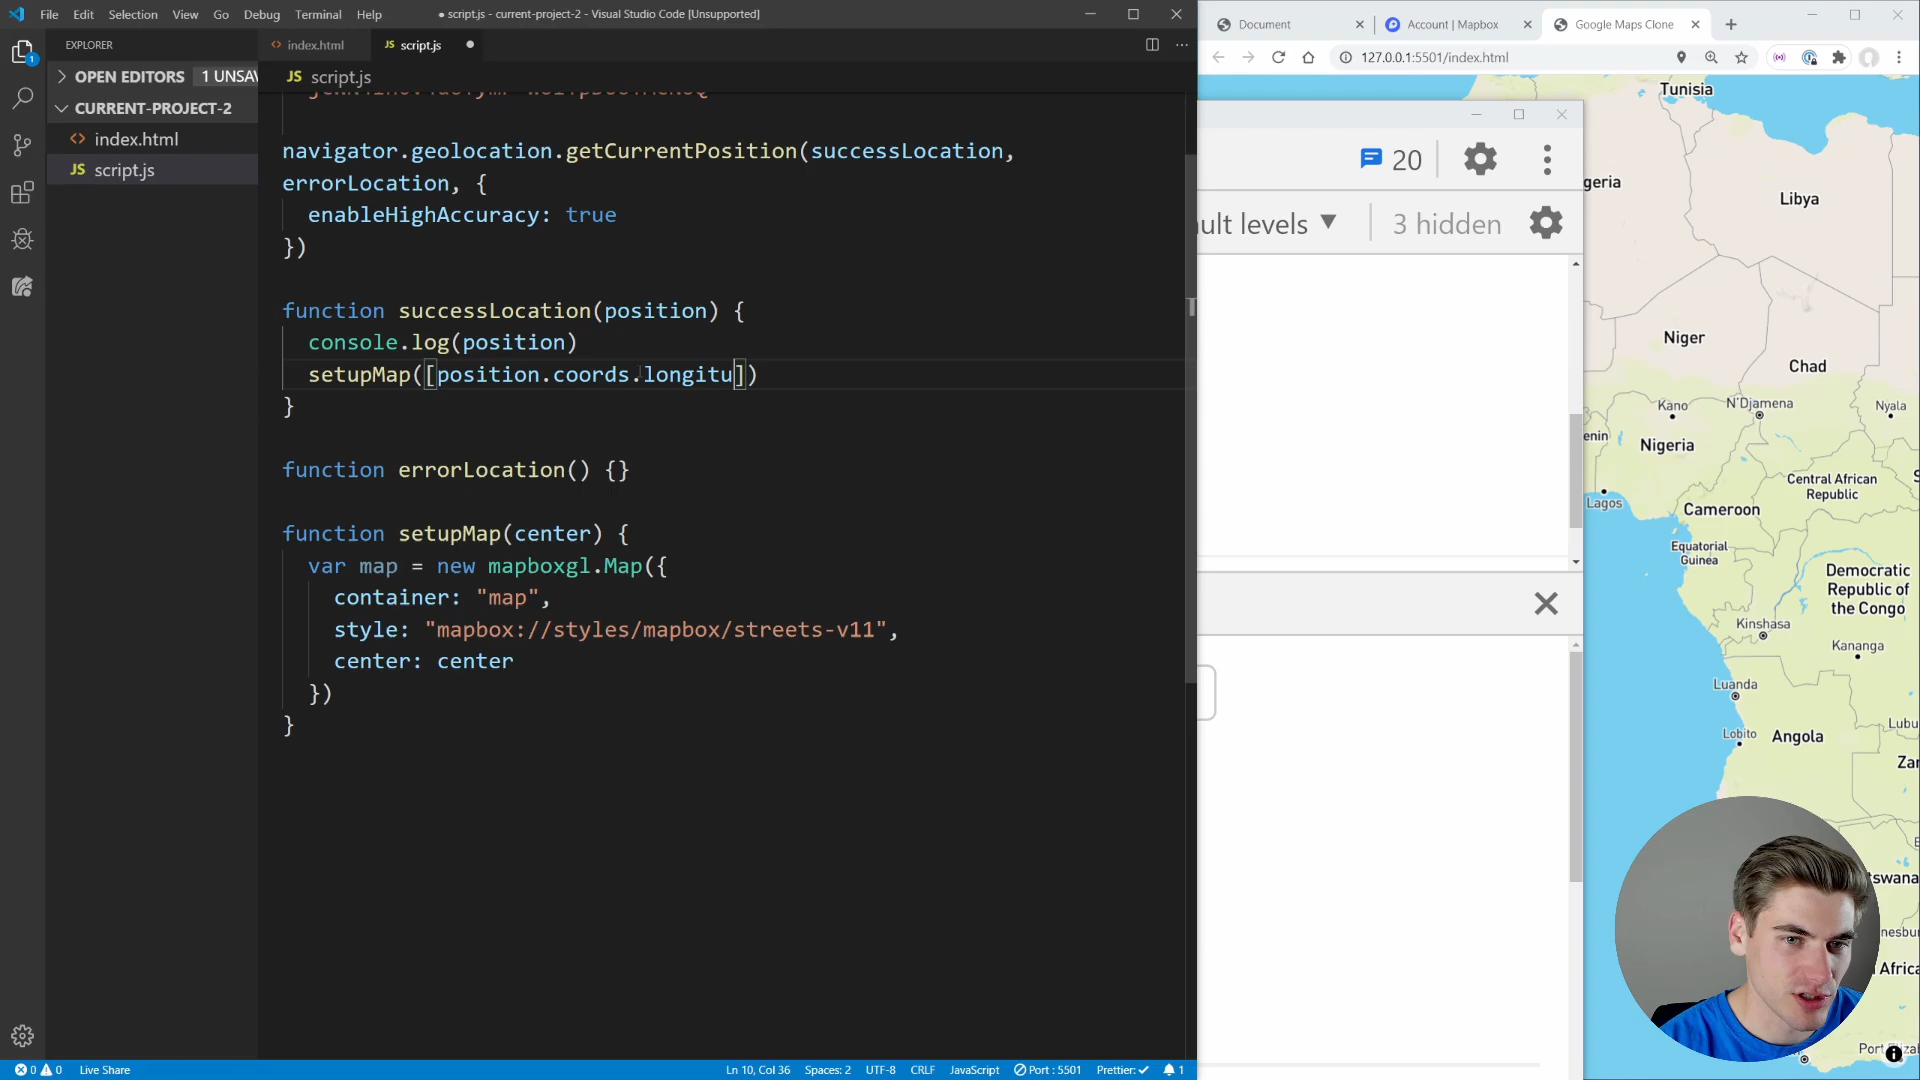 File Edit Selection View Go Debug Terminal Help
● script.js - current-project-2 - Visual Studio Code [Unsupported]
EXPLORER
OPEN EDITORS 1 UNSAV
CURRENT-PROJECT-2
<> index.html
JS script.js
<> index.html
JS script.js ●
JS script.js
navigator.geolocation.getCurrentPosition(successLocation,
errorLocation, {
enableHighAccuracy: true
})
function successLocation(position) {
console.log(position)
setupMap([position.coords.longitu])
}
function errorLocation() {}
function setupMap(center) {
var map = new mapboxgl.Map({
container: "map",
style: "mapbox://styles/mapbox/streets-v11",
center: center
})
}
0 0 Live Share
Ln 10, Col 36 Spaces: 2 UTF-8 CRLF JavaScript Port : 5501 Prettier: ✓ 1
Document
Account | Mapbox
Google Maps Clone
127.0.0.1:5501/index.html
20
ult levels ▼ 3 hidden
Tunisia
geria
Libya
Niger
Chad
Kano
N'Djamena
Nyala
enin
Nigeria
Central African
Republic
Lagos
Cameroon
Equatorial
Guinea
Democratic
Republic of
the Congo
Kinshasa
Kananga
Luanda
Lubu
Lobito
Angola
Za
tswana
nesbu
Africa
Port Eliza